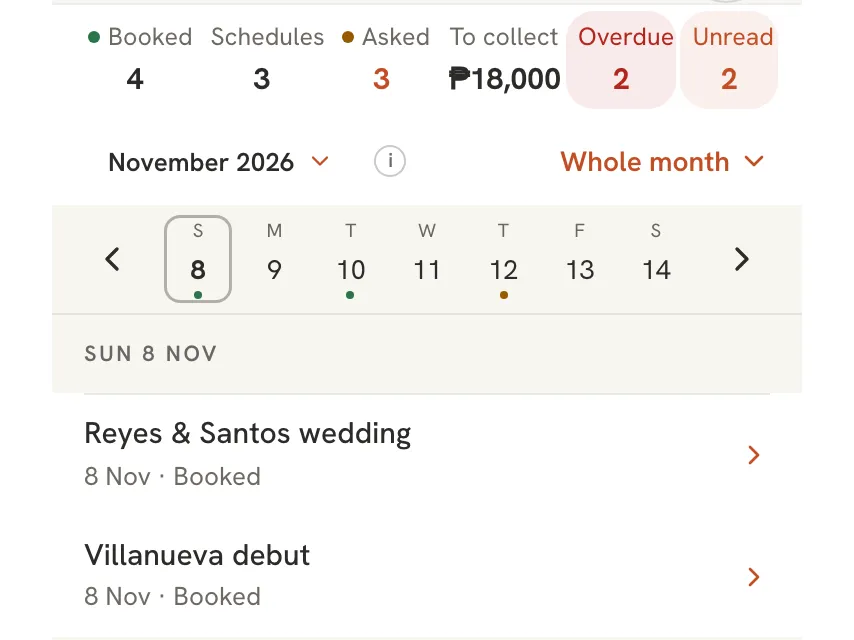 Booked Schedules Asked To collect Overdue Unread
4 3 3 ₱18,000 2 2
November 2026 i Whole month
S M T W T F S
8 9 10 11 12 13 14
SUN 8 NOV
Reyes & Santos wedding
8 Nov · Booked
Villanueva debut
8 Nov · Booked